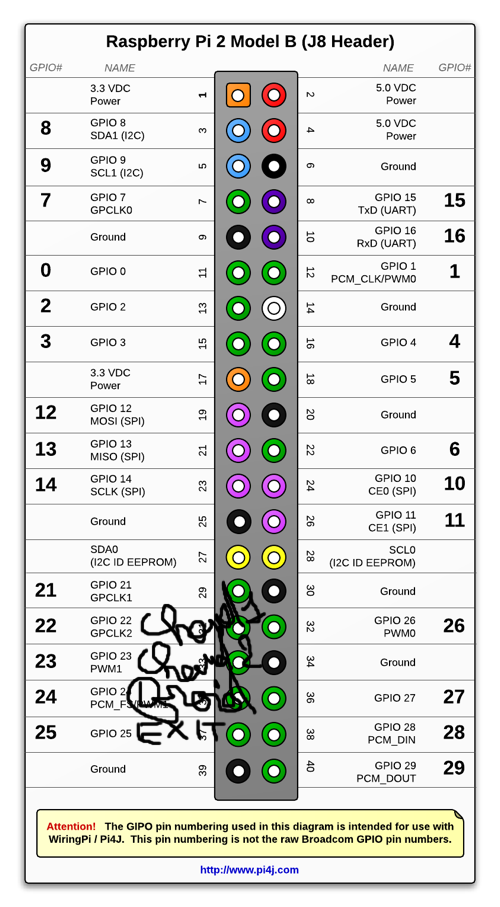 Raspberry Pi 2 Model B (J8 Header)
GPIO# NAME NAME GPIO#
3.3 VDC Power 1 2 5.0 VDC Power
8 GPIO 8 SDA1 (I2C) 3 4 5.0 VDC Power
9 GPIO 9 SCL1 (I2C) 5 6 Ground
7 GPIO 7 GPCLK0 7 8 GPIO 15 TxD (UART) 15
Ground 9 10 GPIO 16 RxD (UART) 16
0 GPIO 0 11 12 GPIO 1 PCM_CLK/PWM0 1
2 GPIO 2 13 14 Ground
3 GPIO 3 15 16 GPIO 4 4
3.3 VDC Power 17 18 GPIO 5 5
12 GPIO 12 MOSI (SPI) 19 20 Ground
13 GPIO 13 MISO (SPI) 21 22 GPIO 6 6
14 GPIO 14 SCLK (SPI) 23 24 GPIO 10 CE0 (SPI) 10
Ground 25 26 GPIO 11 CE1 (SPI) 11
SDA0 (I2C ID EEPROM) 27 28 SCL0 (I2C ID EEPROM)
21 GPIO 21 GPCLK1 29 30 Ground
22 GPIO 22 GPCLK2 32 GPIO 26 PWM0 26
23 GPIO 23 PWM1 34 Ground
24 GPIO 24 PCM_FS/PWM1 36 GPIO 27 27
EXIT
25 GPIO 25 37 38 GPIO 28 PCM_DIN 28
Ground 39 40 GPIO 29 PCM_DOUT 29
Attention! The GIPO pin numbering used in this diagram is intended for use with
WiringPi / Pi4J. This pin numbering is not the raw Broadcom GPIO pin numbers.
http://www.pi4j.com